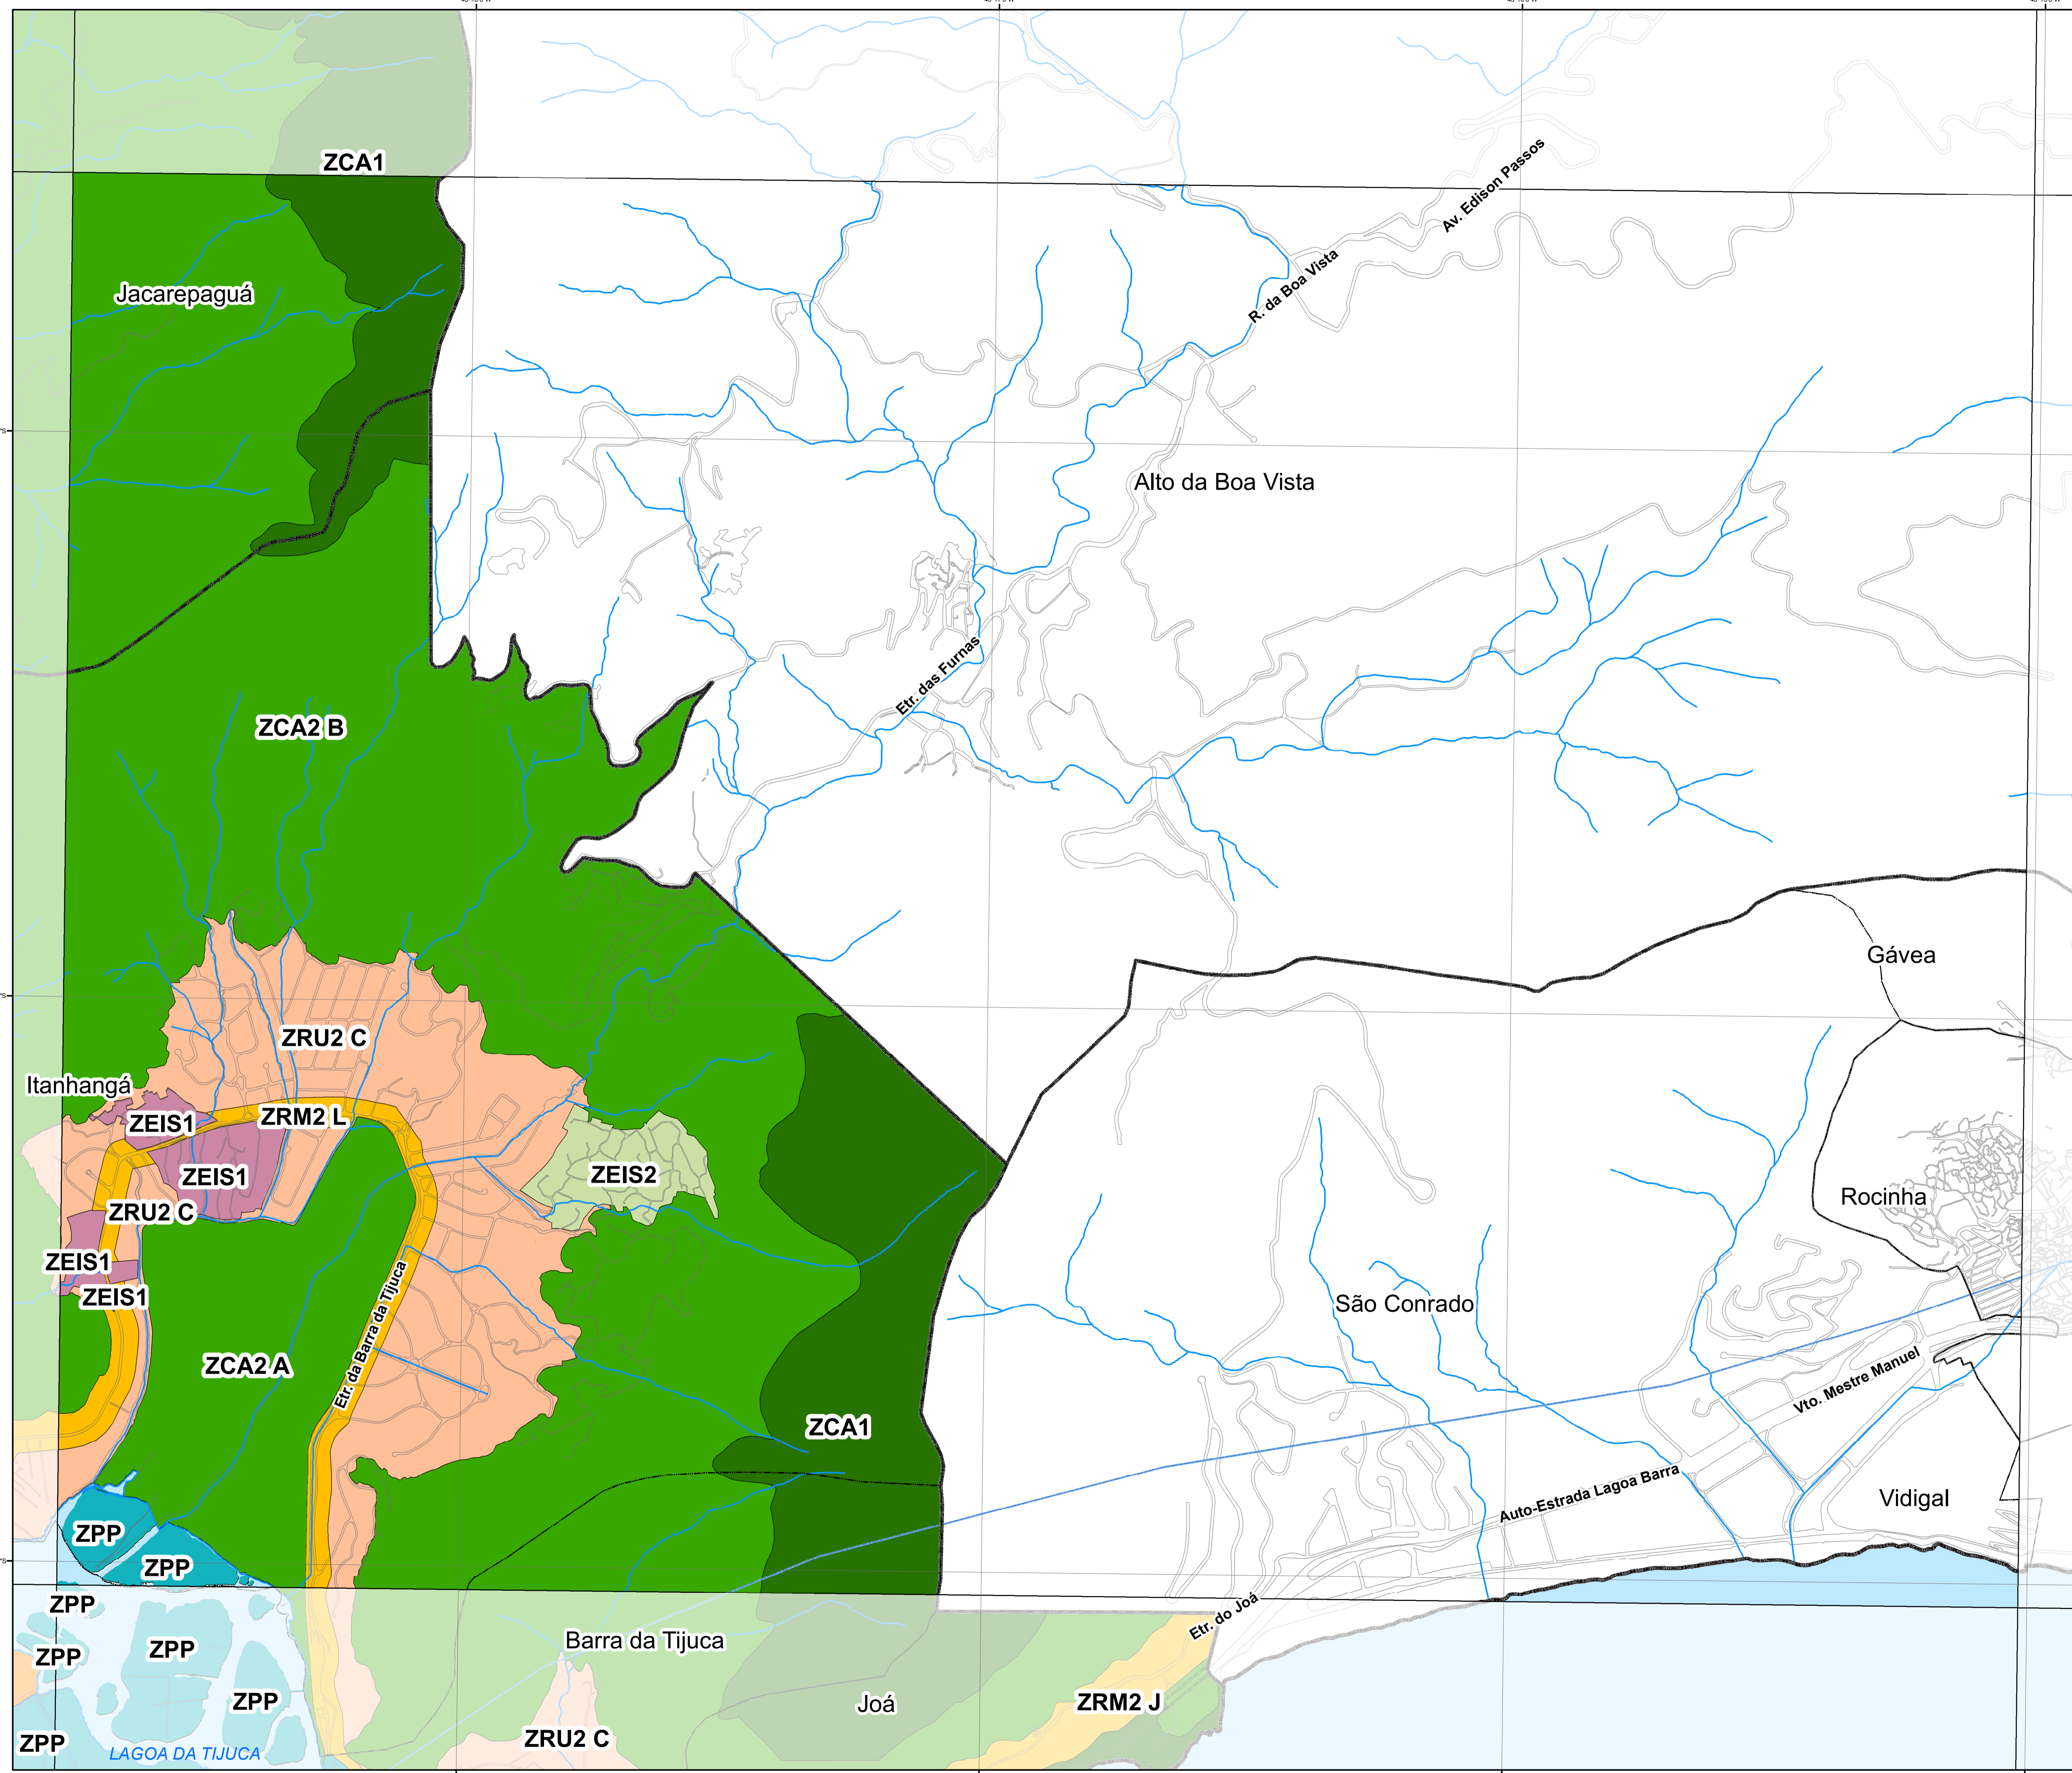 ZCA1
Av. Edison Passos
Jacarepaguá
R. da Boa Vista
Alto da Boa Vista
Etr. das Furnas
ZCA2 B
Gávea
ZRU2 C
Itanhangá
ZRM2 L
ZEIS1
ZEIS1
ZEIS2
Rocinha
ZRU2 C
ZEIS1
ZEIS1
Etr. da Barra da Tijuca
São Conrado
ZCA2 A
Vto. Mestre Manuel
ZCA1
Auto-Estrada Lagoa Barra
Vidigal
ZPP
ZPP
ZPP
Etr. do Joá
Barra da Tijuca
ZPP
ZPP
ZPP
Joá
ZRM2 J
ZRU2 C
ZPP
LAGOA DA TIJUCA